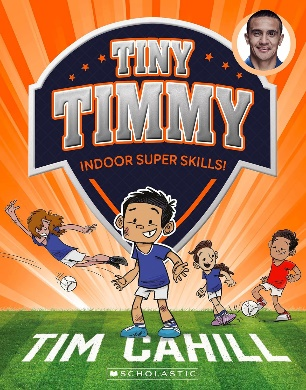 TINY
TIMMY
INDOOR SUPER SKILLS!
TIM CAHILL
SCHOLASTIC